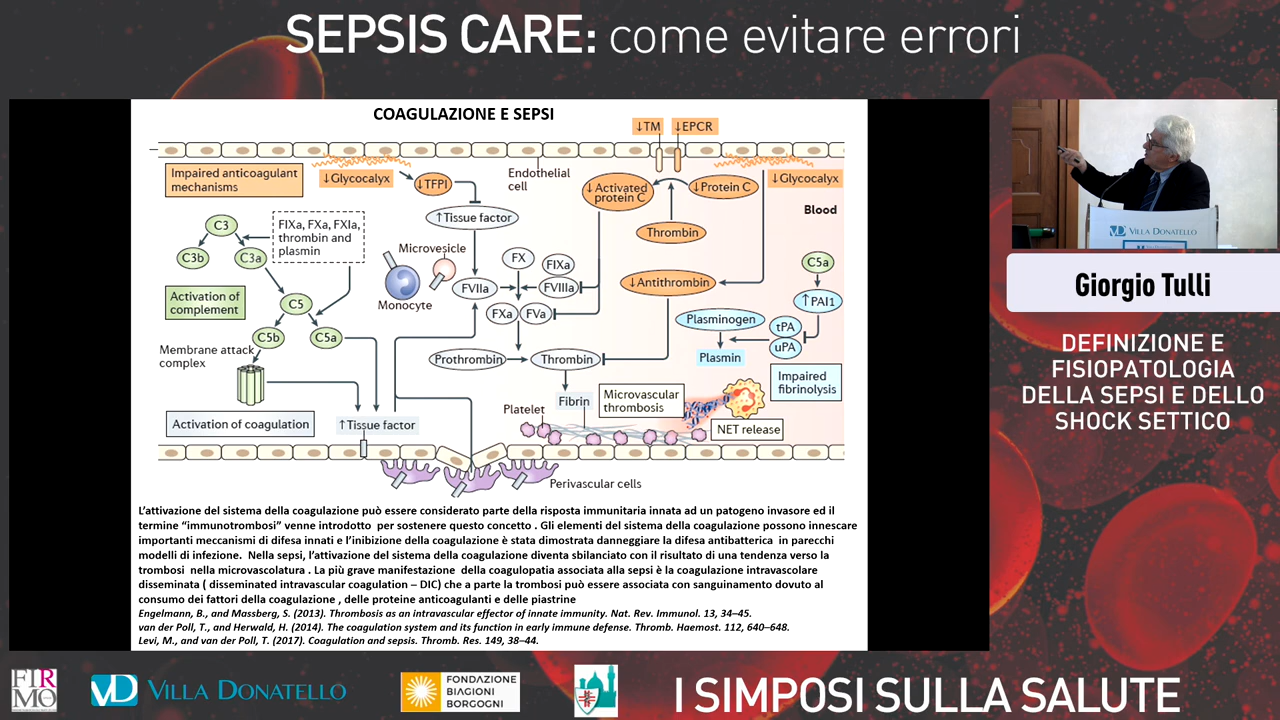 SEPSIS CARE: come evitare errori
COAGULAZIONE E SEPSI
↓TM
↓EPCR
Impaired anticoagulant
mechanisms
↓Glycocalyx
↓TFPI
Endothelial
cell
↓Activated
protein C
↓Protein C
↓Glycocalyx
Blood
↑Tissue factor
Thrombin
C3
C3b
C3a
FIXa, FXa, FXIa,
thrombin and
plasmin
Microvesicle
Monocyte
FX
FIXa
FVIIa
FVIIIa
FXa
FVa
↓Antithrombin
C5a
↑PAI1
Activation of
complement
C5
C5b
C5a
Plasminogen
tPA
uPA
Plasmin
Membrane attack
complex
Prothrombin
Thrombin
Impaired
fibrinolysis
Fibrin
Microvascular
thrombosis
Platelet
NET release
Activation of coagulation
↑Tissue factor
Perivascular cells
L'attivazione del sistema della coagulazione può essere considerato parte della risposta immunitaria innata ad un patogeno invasore ed il
termine "immunotrombosi" venne introdotto per sostenere questo concetto . Gli elementi del sistema della coagulazione possono innescare
importanti meccanismi di difesa innati e l'inibizione della coagulazione è stata dimostrata danneggiare la difesa antibatterica in parecchi
modelli di infezione. Nella sepsi, l'attivazione del sistema della coagulazione diventa sbilanciato con il risultato di una tendenza verso la
trombosi nella microvascolatura . La più grave manifestazione della coagulopatia associata alla sepsi è la coagulazione intravascolare
disseminata ( disseminated intravascular coagulation – DIC) che a parte la trombosi può essere associata con sanguinamento dovuto al
consumo dei fattori della coagulazione , delle proteine anticoagulanti e delle piastrine
Engelmann, B., and Massberg, S. (2013). Thrombosis as an intravascular effector of innate immunity. Nat. Rev. Immunol. 13, 34–45.
van der Poll, T., and Herwald, H. (2014). The coagulation system and its function in early immune defense. Thromb. Haemost. 112, 640–648.
Levi, M., and van der Poll, T. (2017). Coagulation and sepsis. Thromb. Res. 149, 38–44.
VD VILLA DONATELLO
Giorgio Tulli
DEFINIZIONE E
FISIOPATOLOGIA
DELLA SEPSI E DELLO
SHOCK SETTICO
FIR
MO
VD VILLA DONATELLO
FONDAZIONE
BIAGIONI
BORGOGNI
I SIMPOSI SULLA SALUTE